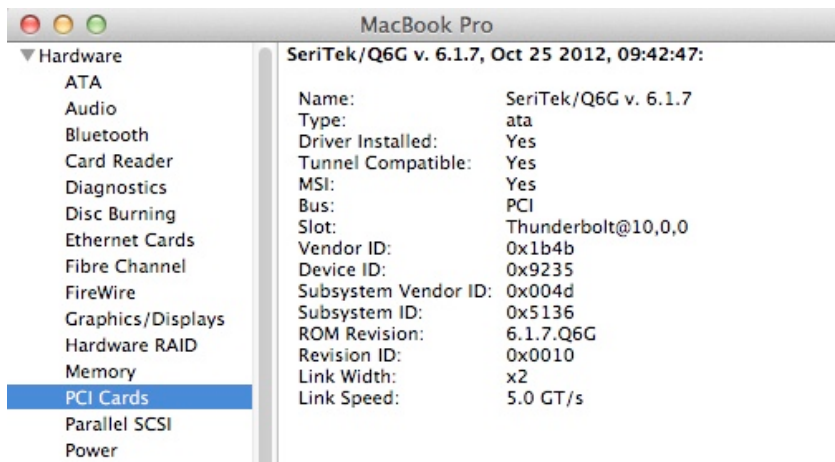 MacBook Pro
Hardware
ATA
Audio
Bluetooth
Card Reader
Diagnostics
Disc Burning
Ethernet Cards
Fibre Channel
FireWire
Graphics/Displays
Hardware RAID
Memory
PCI Cards
Parallel SCSI
Power
SeriTek/Q6G v. 6.1.7, Oct 25 2012, 09:42:47:
Name: SeriTek/Q6G v. 6.1.7
Type: ata
Driver Installed: Yes
Tunnel Compatible: Yes
MSI: Yes
Bus: PCI
Slot: Thunderbolt@10,0,0
Vendor ID: 0x1b4b
Device ID: 0x9235
Subsystem Vendor ID: 0x004d
Subsystem ID: 0x5136
ROM Revision: 6.1.7.Q6G
Revision ID: 0x0010
Link Width: x2
Link Speed: 5.0 GT/s